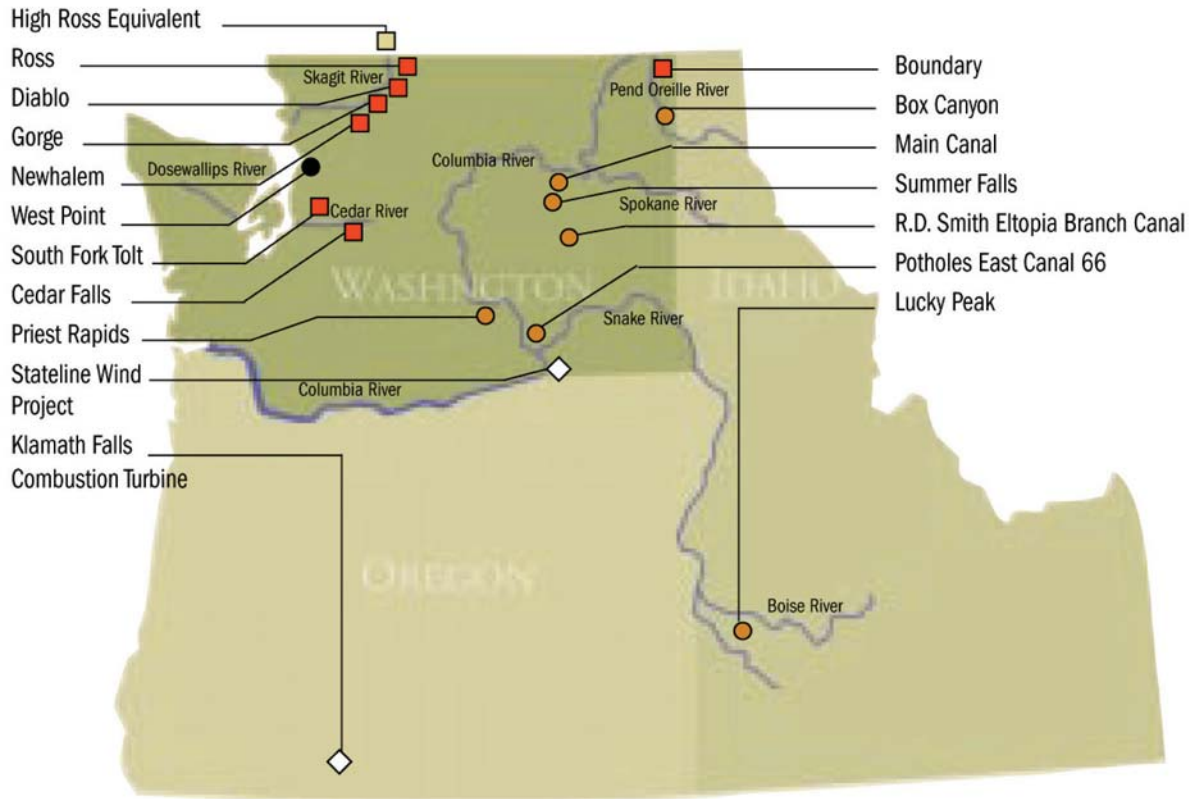 High Ross Equivalent
Ross
Diablo
Gorge
Newhalem
West Point
South Fork Tolt
Cedar Falls
Priest Rapids
Stateline Wind
Project
Klamath Falls
Combustion Turbine
Skagit River
Dosewallips River
Cedar River
Columbia River
Pend Oreille River
Spokane River
WASHINGTON
IDAHO
Snake River
Columbia River
OREGON
Boise River
Boundary
Box Canyon
Main Canal
Summer Falls
R.D. Smith Eltopia Branch Canal
Potholes East Canal 66
Lucky Peak